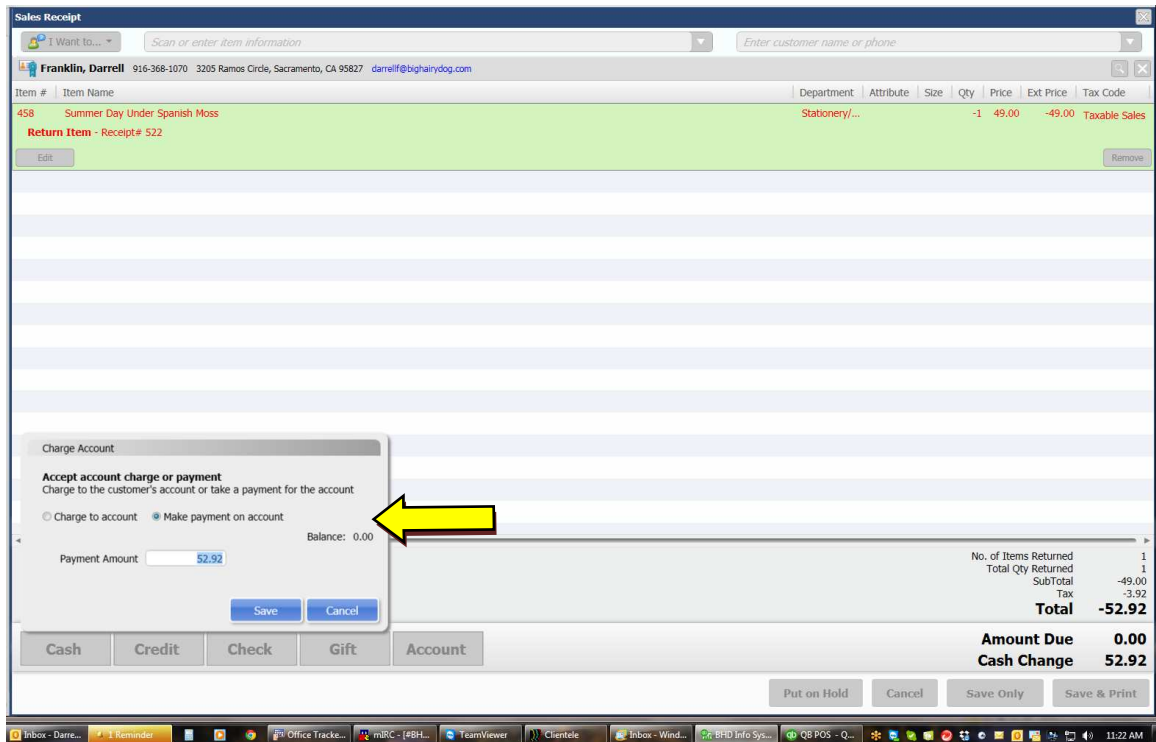 Sales Receipt
I Want to...
Scan or enter item information
Enter customer name or phone
Franklin, Darrell 916-368-1070 3205 Ramos Circle, Sacramento, CA 95827 darrellf@bighairydog.com
Item # Item Name Department Attribute Size Qty Price Ext Price Tax Code
458 Summer Day Under Spanish Moss Stationery/... -1 49.00 -49.00 Taxable Sales
Return Item - Receipt# 522
Edit Remove
Charge Account
Accept account charge or payment
Charge to the customer's account or take a payment for the account
Charge to account Make payment on account
Balance: 0.00
Payment Amount 52.92
Save Cancel
No. of Items Returned 1
Total Qty Returned 1
SubTotal -49.00
Tax -3.92
Total -52.92
Cash Credit Check Gift Account
Amount Due 0.00
Cash Change 52.92
Put on Hold Cancel Save Only Save & Print
Inbox - Darre... 1 Reminder Office Tracke... mIRC - [#BH... TeamViewer Clientele Inbox - Wind... BHD Info Sys... QB POS - Q... 11:22 AM